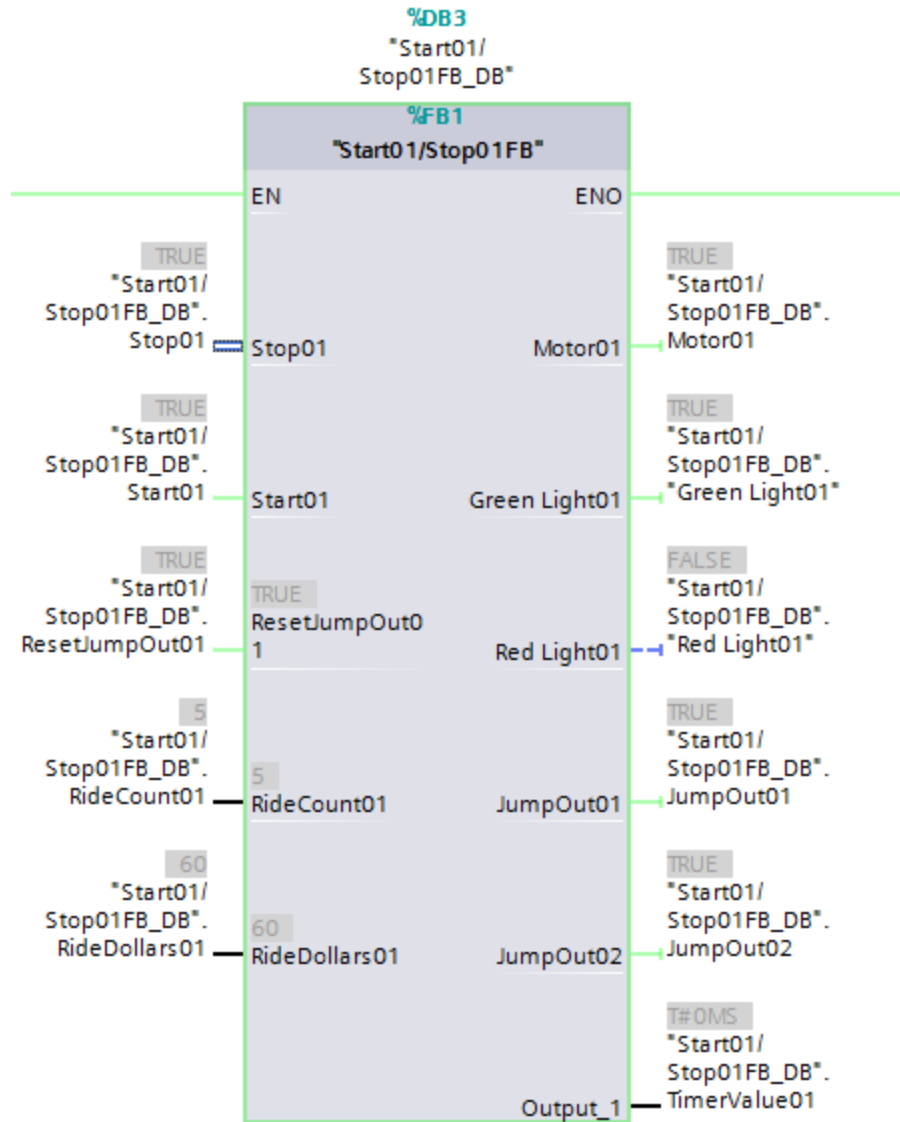 %DB3
"Start01/
Stop01FB_DB"
%FB1
"Start01/Stop01FB"
EN
ENO
TRUE
"Start01/
Stop01FB_DB".
Stop01
Stop01
Motor01
TRUE
"Start01/
Stop01FB_DB".
Motor01
TRUE
"Start01/
Stop01FB_DB".
Start01
Start01
Green Light01
TRUE
"Start01/
Stop01FB_DB".
"Green Light01"
TRUE
"Start01/
Stop01FB_DB".
ResetJumpOut01
TRUE
ResetJumpOut0
1
Red Light01
FALSE
"Start01/
Stop01FB_DB".
"Red Light01"
5
"Start01/
Stop01FB_DB".
RideCount01
5
RideCount01
JumpOut01
TRUE
"Start01/
Stop01FB_DB".
JumpOut01
60
"Start01/
Stop01FB_DB".
RideDollars01
60
RideDollars01
JumpOut02
TRUE
"Start01/
Stop01FB_DB".
JumpOut02
Output_1
T#0MS
"Start01/
Stop01FB_DB".
TimerValue01